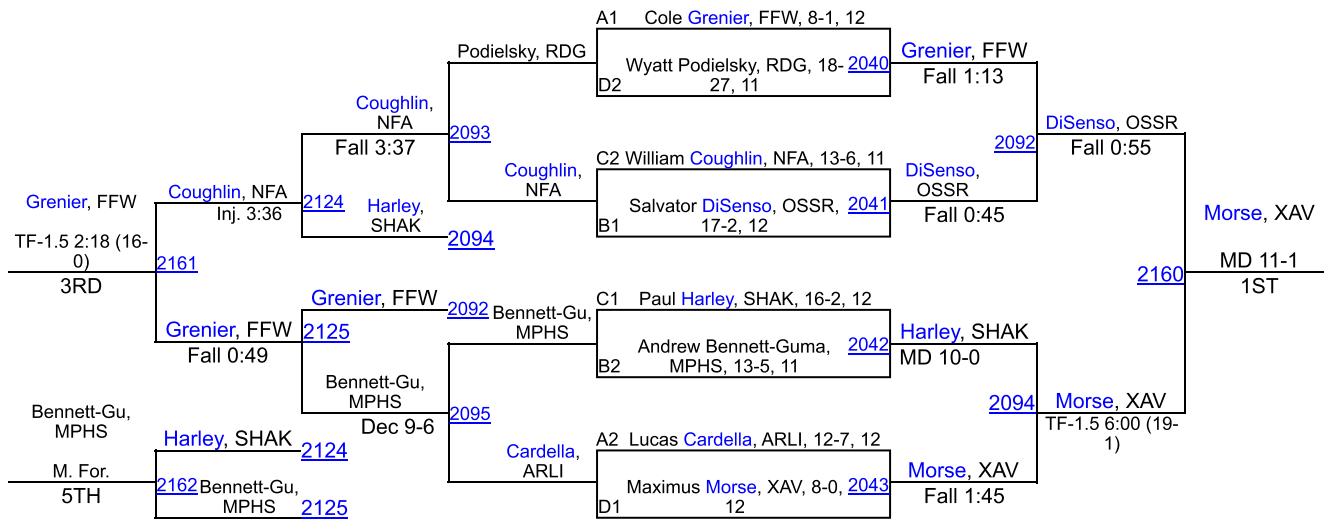 A1 Cole Grenier, FFW, 8-1, 12
Podielsky, RDG
Grenier, FFW
Wyatt Podielsky, RDG, 18-
2040
D2
27, 11
Fall 1:13
Coughlin,
NFA
2093
DiSenso, OSSR
Fall 3:37
2092
Fall 0:55
C2 William Coughlin, NFA, 13-6, 11
Coughlin,
NFA
DiSenso,
OSSR
Coughlin, NFA
2124
Harley,
SHAK
Salvator DiSenso, OSSR,
2041
Grenier, FFW
Inj. 3:36
B1
17-2, 12
Fall 0:45
Morse, XAV
2094
TF-1.5 2:18 (16-
0)
2161
MD 11-1
3RD
2160
1ST
Grenier, FFW
2092
Bennett-Gu,
MPHS
C1 Paul Harley, SHAK, 16-2, 12
Grenier, FFW
2125
Andrew Bennett-Guma,
2042
Harley, SHAK
Fall 0:49
B2
MPHS, 13-5, 11
MD 10-0
Bennett-Gu,
MPHS
2095
2094
Morse, XAV
Bennett-Gu,
MPHS
Dec 9-6
TF-1.5 6:00 (19-
1)
Harley, SHAK
2124
Cardella,
ARLI
A2 Lucas Cardella, ARLI, 12-7, 12
M. For.
Morse, XAV
5TH
2162
Bennett-Gu,
MPHS
2125
Maximus Morse, XAV, 8-0,
2043
D1
12
Fall 1:45